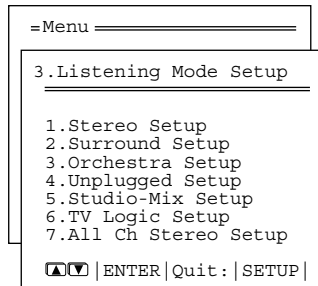 =Menu
3.Listening Mode Setup
1.Stereo Setup
2.Surround Setup
3.Orchestra Setup
4.Unplugged Setup
5.Studio-Mix Setup
6.TV Logic Setup
7.All Ch Stereo Setup
▲▼|ENTER|Quit:|SETUP|